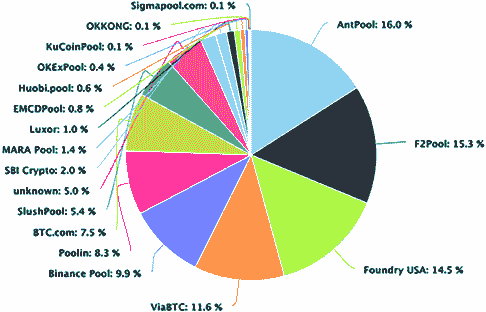 Sigmapool.com: 0.1 %
OKKONG: 0.1 %
KuCoinPool: 0.1 %
OKExPool: 0.4 %
Huobi.pool: 0.6 %
EMCDPool: 0.8 %
Luxor: 1.0 %
MARA Pool: 1.4 %
SBI Crypto: 2.0 %
unknown: 5.0 %
SlushPool: 5.4 %
BTC.com: 7.5 %
Poolin: 8.3 %
Binance Pool: 9.9 %
ViaBTC: 11.6 %
Foundry USA: 14.5 %
F2Pool: 15.3 %
AntPool: 16.0 %